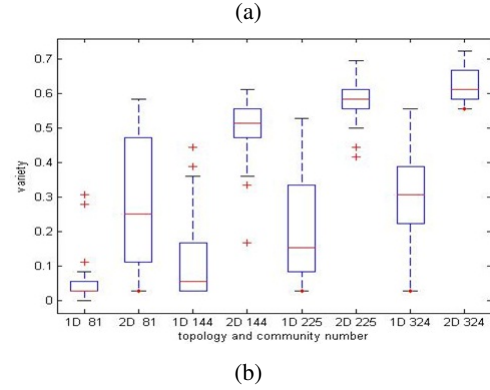 (a)
0.7
0.6
0.5
0.4
0.3
0.2
0.1
0
variety
1D 81 2D 81 1D 144 2D 144 1D 225 2D 225 1D 324 2D 324
topology and community number
(b)